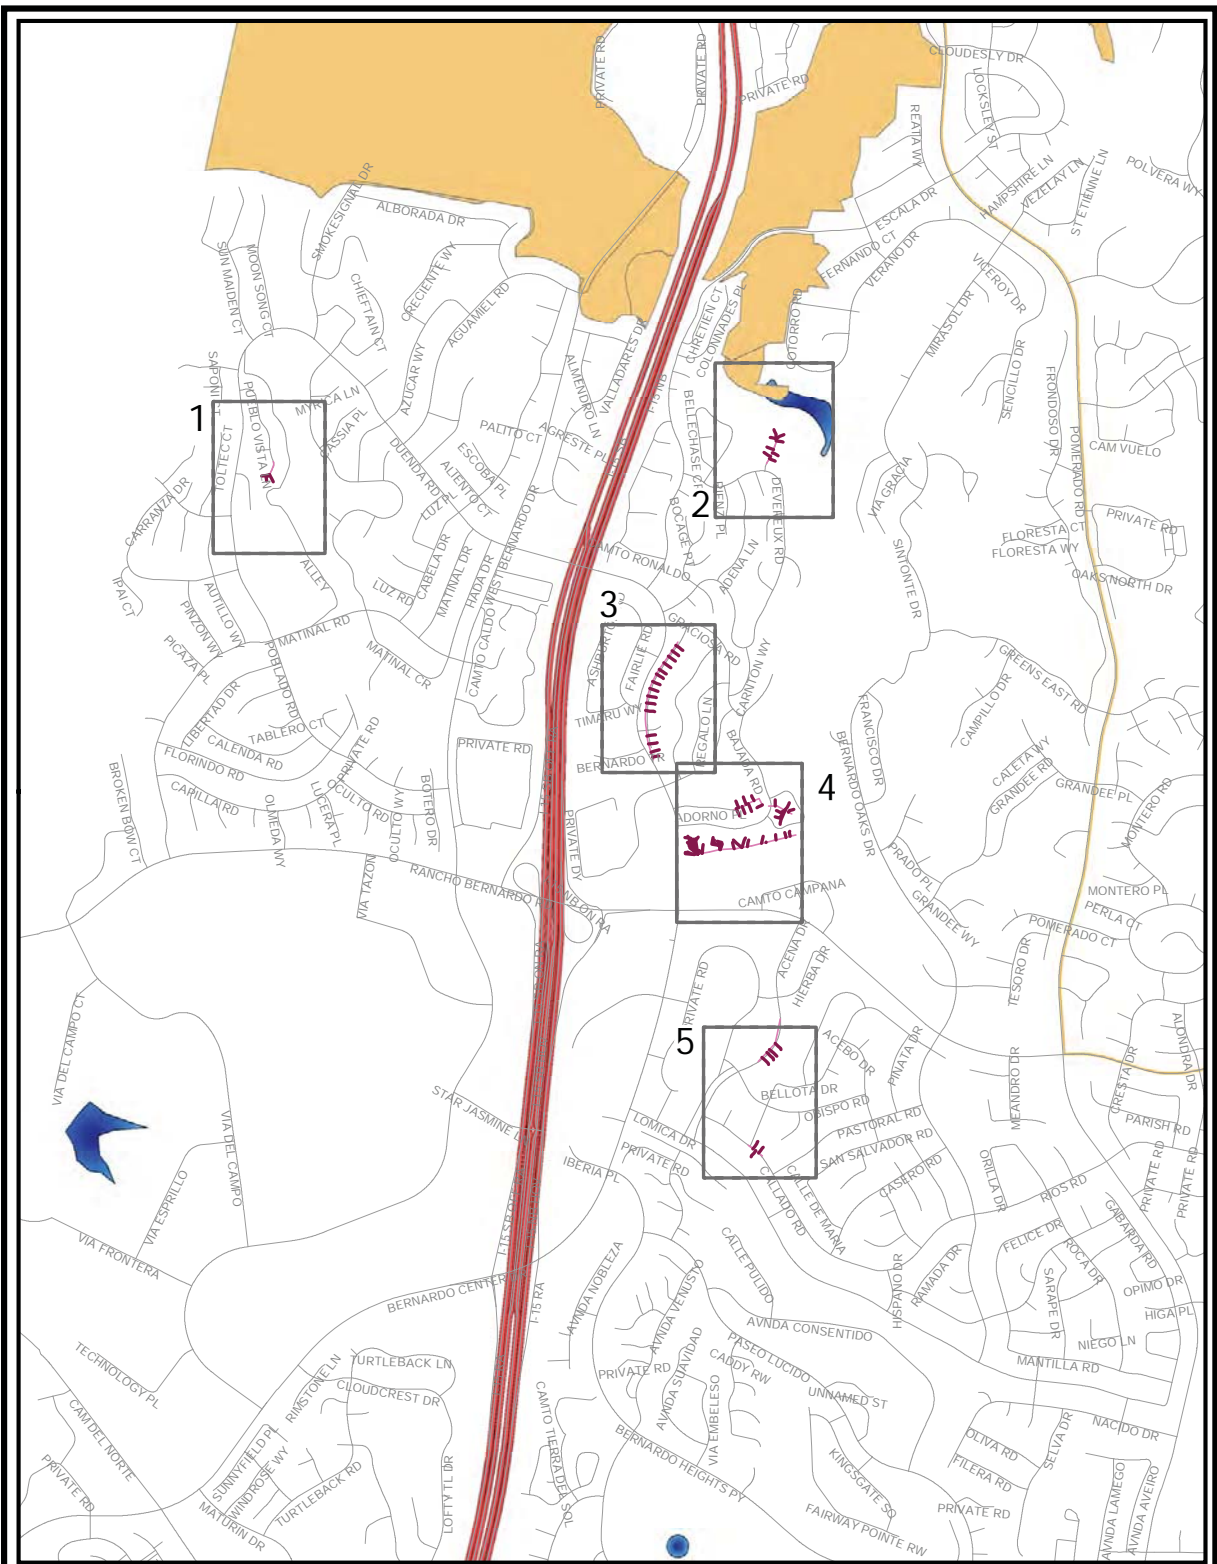 CLOUDESLY DR
PRIVATE RD
PRIVATE RD
PRIVATE RD
LOCKSLEY ST
REATA WY
HAMPSHIRE LN
VEZELAY LN
ST ETIENNE LN
POLVERA WY
SMOKESIGNAL DR
ALBORADA DR
ESCALA DR
FERNANDO CT
VERANO DR
SUN MAIDEN CT
MOON SONG CT
CHIEFTAIN CT
CRECIENTE WY
AGUAMIEL RD
VICEROY DR
MIRASOL DR
CHRETIEN CT
COLONNADES PL
VALLADARES DR
ALMENDRO LN
AZUCAR WY
SENCILLO DR
FRONDOSO DR
POMERADO RD
CAM VUELO
I-15 NB
BELLECHASE
1
PUEBLO VISTA LN
MYRTCA LN
CASSIA PL
TOLTEC CT
CARRANZA DR
PALITO CT
AGRESTE PL
ESCOBA PL
ALIENTO CT
DUENDA RD
LUZ PL
2
DEVEREUX RD
VIA GRACIA
PRIVATE RD
FLORESTA CT
FLORESTA WY
OAKS NORTH DR
BOCAGE PT
ADENA LN
SINTONTE DR
WEST BERNARDO DR
CABELA DR
MATINAL DR
HADA DR
LUZ RD
ALLEY
IPAI CT
AUTILLO WY
PINZON WY
PICAZA PL
MATINAL RD
MATINAL CR
CAMTO CALDO
POBLADO RD
3
GRACIOSA RD
FAIRLIE RD
TIMARU WY
REGALO LN
CARNTON WY
BAJADA RD
GREENS EAST RD
CAMPILLO DR
FRANCISCO DR
BERNARDO OAKS DR
LIBERTAD DR
TABLERO CT
CALENDA RD
FLORINDO RD
CAPILLA RD
PRIVATE RD
PRIVATE RD
OCULTO RD
OCULTO WY
LUCERA PL
OLMEDA WY
BOTERO DR
BROKEN BOW CT
VIA TAZON
RANCHO BERNARDO
PRIVATE DY
4
CALETA WY
GRANDEE RD
GRANDEE PL
MONTERO RD
MONTERO PL
PERLA CT
POMERADO CT
PRADO PL
GRANDEE WY
CAMTO CAMPANA
ACENA DR
HIERBA DR
TESORO DR
5
ACEBO DR
PINATA DR
BELLOTA DR
OBISPO RD
PASTORAL RD
SAN SALVADOR RD
CASERO RD
MEANDRO DR
CRESTA DR
ALONDRA DR
PARISH RD
PRIVATE RD
PRIVATE RD
VIA DEL CAMPO CT
VIA DEL CAMPO
VIA ESPRILLO
VIA FRONTERA
LOMICA DR
PRIVATE RD
IBERIA PL
CALLADO RD
CALLE DE MARIA
ORILLA DR
RIOS RD
FELICE DR
ROCA DR
GABARDA RD
OPIMO DR
HIGA PL
NIEGO LN
SARAPE DR
MANTILLA RD
HISPANO DR
RAMADA DR
CALLE PULIDO
AVNDA NOBLEZA
AVNDA VENUSTO
AVNDA CONSENTIDO
BERNARDO CENTER
I-15 RA
TECHNOLOGY PL
CAM DEL NORTE
PRIVATE RD
RIMSTONE LN
TURTLEBACK LN
CLOUDCREST DR
SUNNYFIELD PL
WINDROSE WY
TURTLEBACK RD
MATURIN DR
LOFTY TL DR
CAMTO TIERRA DEL SOL
PRIVATE RD
AVNDA SUAVIDAD
PASEO LUCIDO
CADDY RW
UNNAMED ST
VIA EMBELESO
BERNARDO HEIGHTS PY
KINGSGATE SQ
FAIRWAY POINTE RW
PRIVATE RD
OLIVA RD
FILERA RD
SELVA DR
NACIDO DR
AVNDA LAMEGO
AVNDA AVEIRO